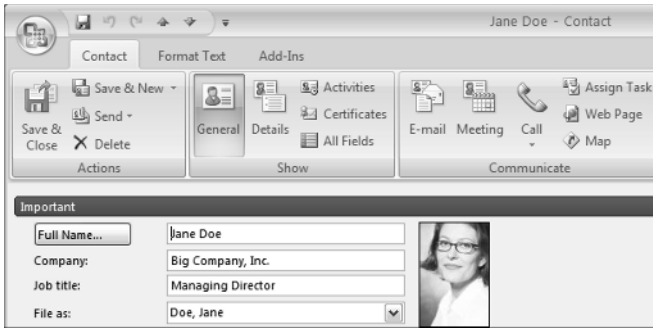 Jane Doe - Contact
Contact Format Text Add-Ins
Save & Close
Save & New
Send
Delete
Actions
General
Details
Activities
Certificates
All Fields
Show
E-mail
Meeting
Call
Assign Task
Web Page
Map
Communicate
Important
Full Name... Jane Doe
Company: Big Company, Inc.
Job title: Managing Director
File as: Doe, Jane